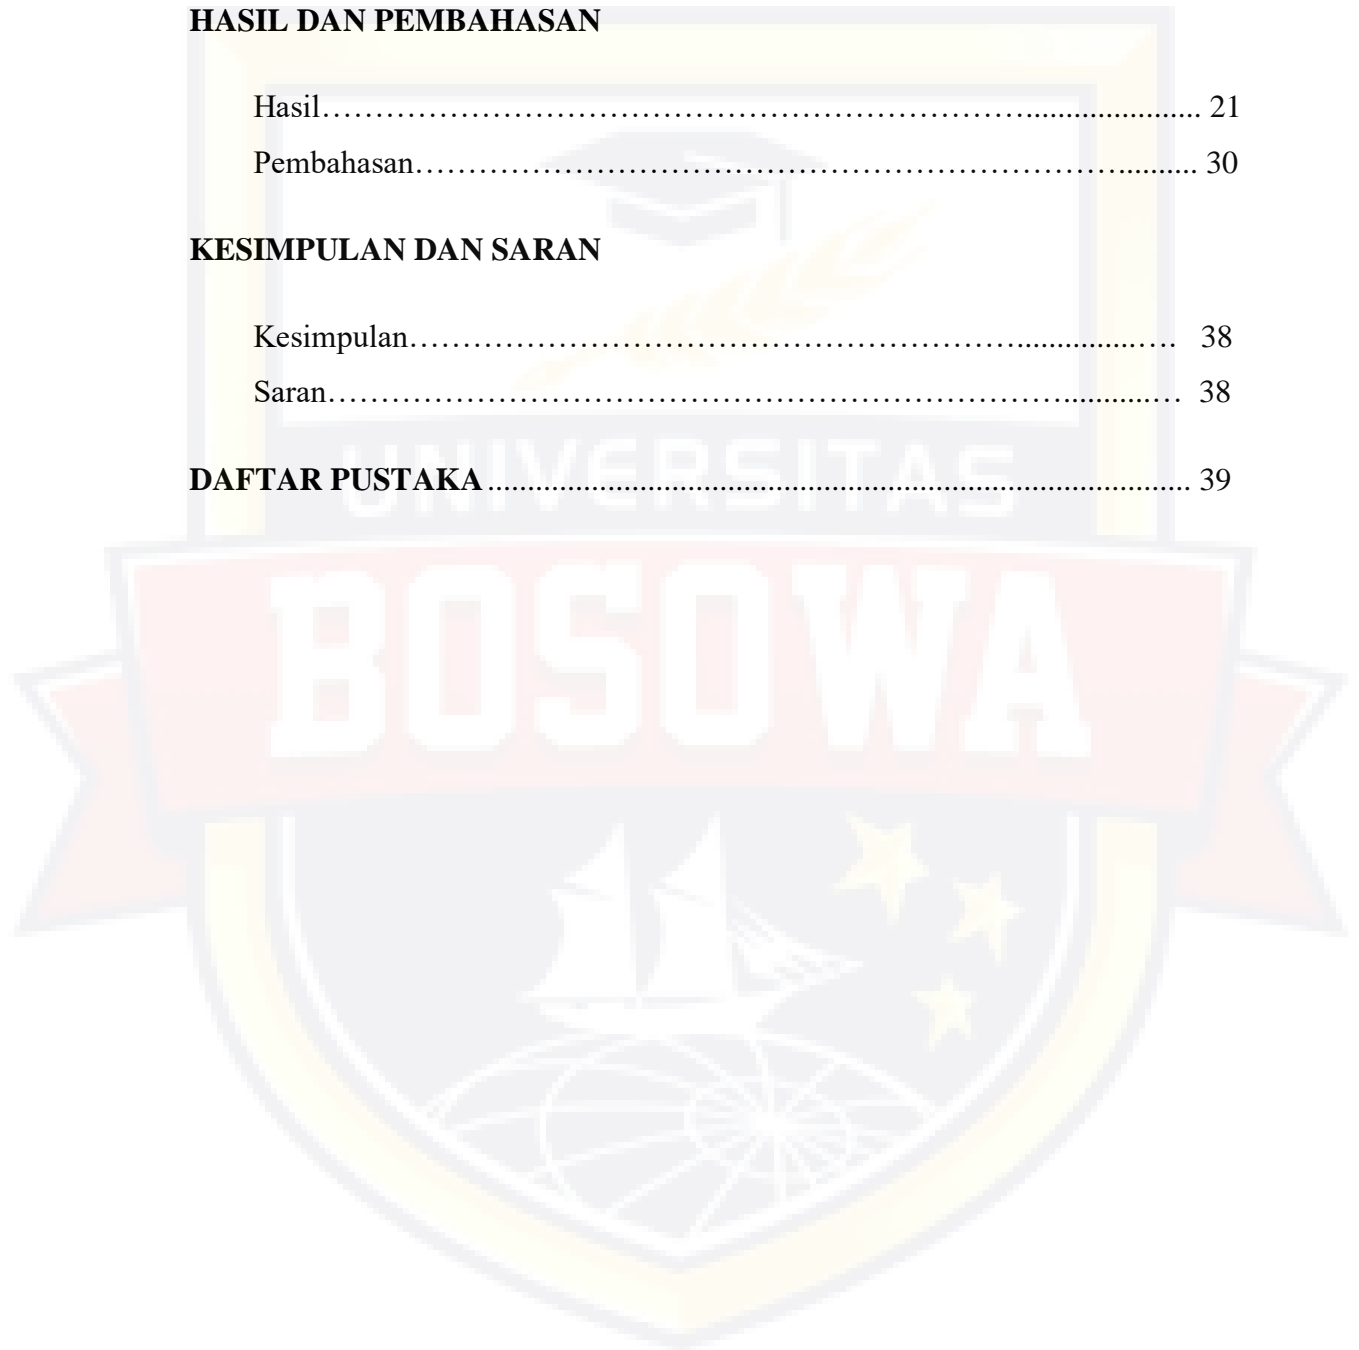 HASIL DAN PEMBAHASAN
Hasil…………………………………………………………...................... 21
Pembahasan…………………………………………………………......... 30
KESIMPULAN DAN SARAN
Kesimpulan…………………………………………………...............…. 38
Saran……………………………………………………………...........… 38
DAFTAR PUSTAKA.......................................................................................... 39
UNIVERSITAS
BOSOWA